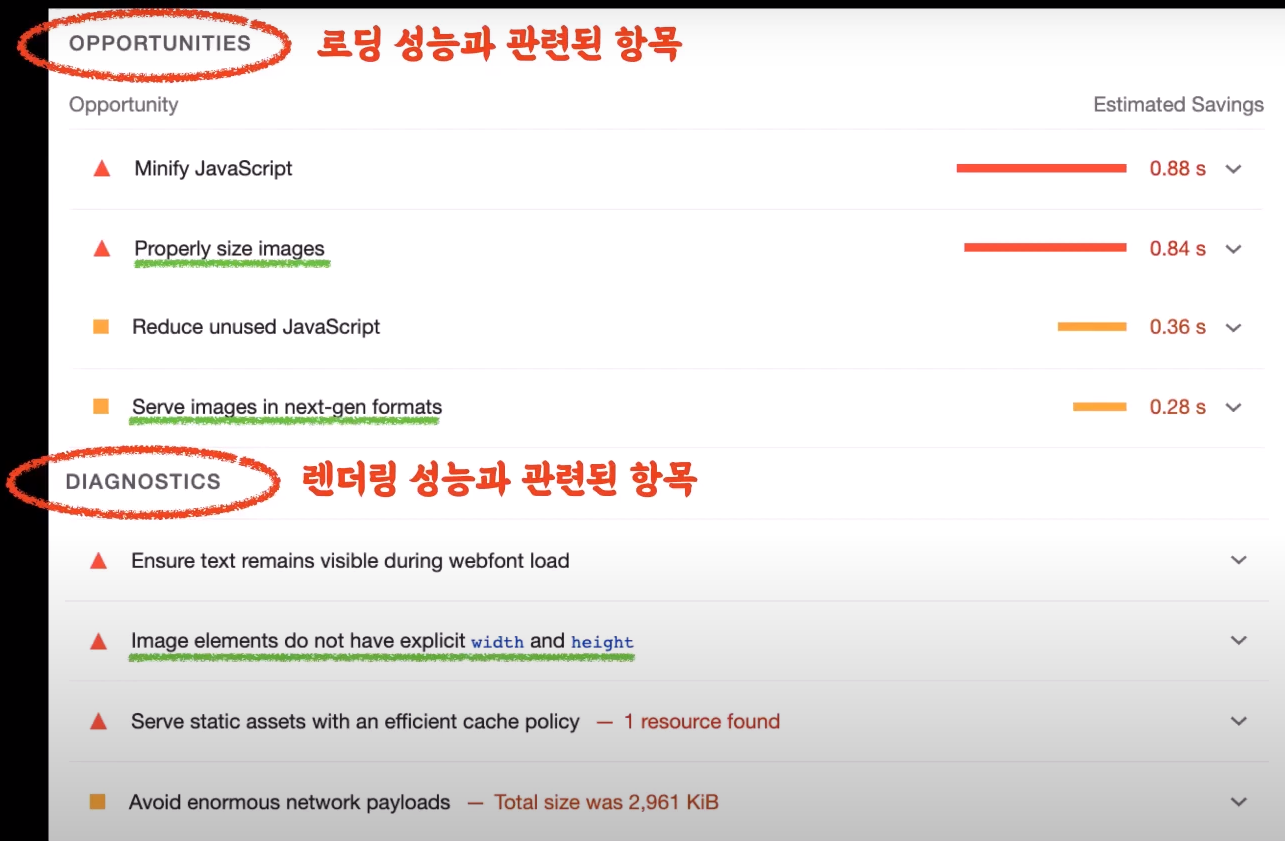 OPPORTUNITIES 로딩 성능과 관련된 항목
Opportunity Estimated Savings
Minify JavaScript 0.88 s
Properly size images 0.84 s
Reduce unused JavaScript 0.36 s
Serve images in next-gen formats 0.28 s
DIAGNOSTICS 렌더링 성능과 관련된 항목
Ensure text remains visible during webfont load
Image elements do not have explicit width and height
Serve static assets with an efficient cache policy — 1 resource found
Avoid enormous network payloads — Total size was 2,961 KiB